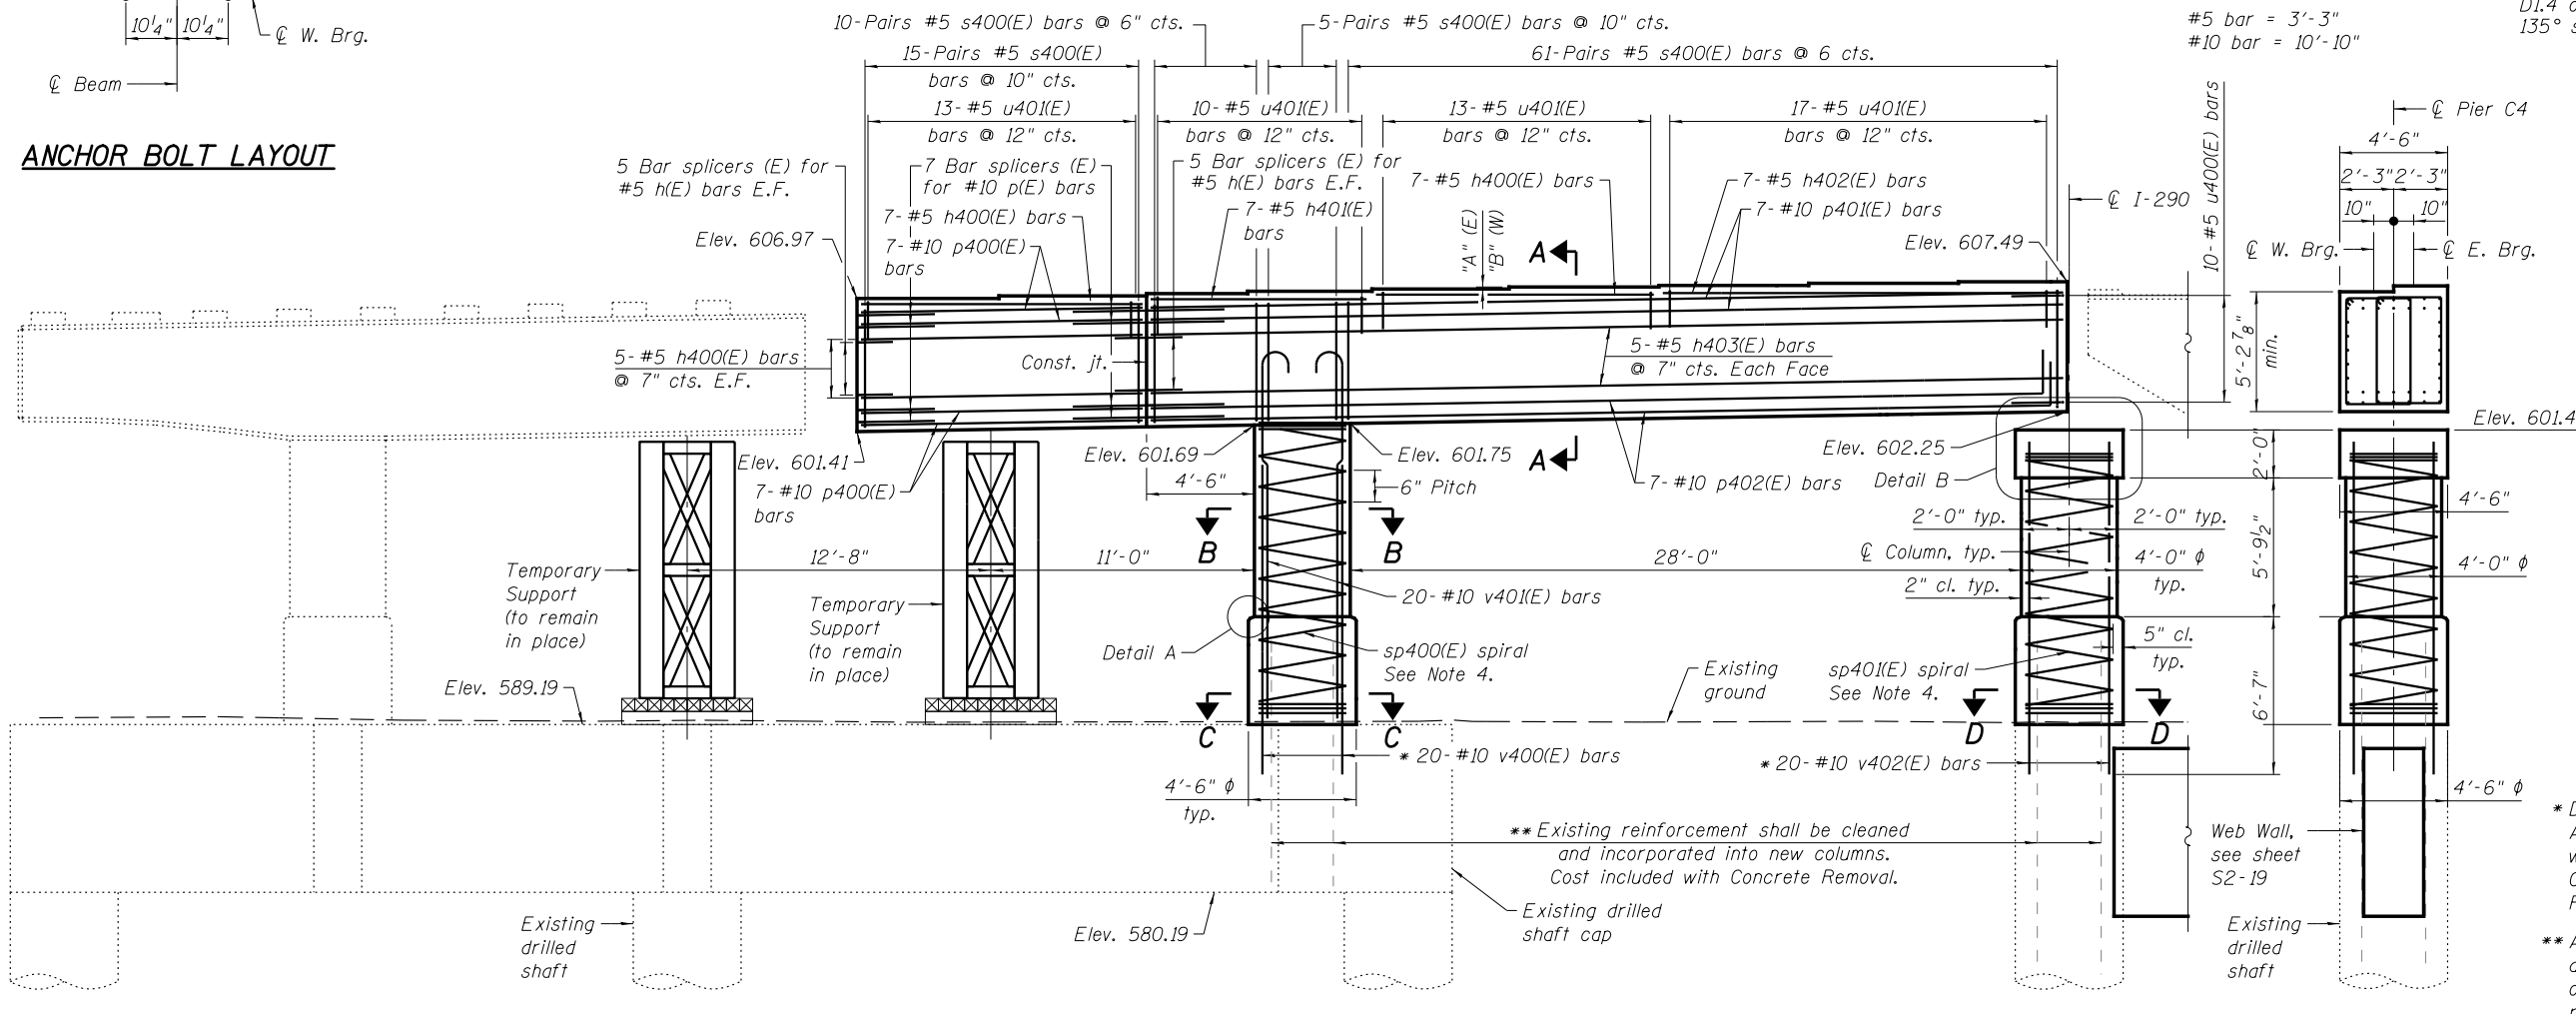 10¼"
10¼"
℄ W. Brg.
℄ Beam
ANCHOR BOLT LAYOUT
10-Pairs #5 s400(E) bars @ 6" cts.
5-Pairs #5 s400(E) bars @ 10" cts.
15-Pairs #5 s400(E)
bars @ 10" cts.
61-Pairs #5 s400(E) bars @ 6 cts.
13-#5 u401(E)
bars @ 12" cts.
10-#5 u401(E)
bars @ 12" cts.
13-#5 u401(E)
bars @ 12" cts.
17-#5 u401(E)
bars @ 12" cts.
#5 bar = 3'-3"
#10 bar = 10'-10"
D1.4
135°
5 Bar splicers (E) for
#5 h(E) bars E.F.
7 Bar splicers (E)
for #10 p(E) bars
5 Bar splicers (E) for
#5 h(E) bars E.F.
7-#5 h400(E) bars
7-#5 h402(E) bars
7-#5 h400(E) bars
7-#5 h401(E)
bars
7-#10 p401(E) bars
7-#10 p400(E)
bars
Elev. 606.97
"A" (E)
"B" (W)
A
Elev. 607.49
℄ I-290
10-#5 u400(E) bars
℄ Pier C4
4'-6"
2'-3"
2'-3"
10"
10"
℄ W. Brg.
℄ E. Brg.
5'-2⅞"
min.
5-#5 h400(E) bars
@ 7" cts. E.F.
Const. jt.
5-#5 h403(E) bars
@ 7" cts. Each Face
Elev. 601.41
7-#10 p400(E)
bars
Elev. 601.69
Elev. 601.75
A
4'-6"
6" Pitch
7-#10 p402(E) bars
Elev. 602.25
Detail B
Elev. 601.4
2'-0"
4'-6"
B
B
2'-0" typ.
2'-0" typ.
℄ Column, typ.
5'-9½"
4'-0" ϕ
typ.
4'-0" ϕ
2" cl. typ.
12'-8"
11'-0"
28'-0"
Temporary
Support
(to remain
in place)
Temporary
Support
(to remain
in place)
20-#10 v401(E) bars
Detail A
sp400(E) spiral
See Note 4.
Existing
ground
sp401(E) spiral
See Note 4.
5" cl.
typ.
6'-7"
Elev. 589.19
C
C
D
D
* 20-#10 v400(E) bars
* 20-#10 v402(E) bars
4'-6" ϕ
typ.
4'-6" ϕ
** Existing reinforcement shall be cleaned
and incorporated into new columns.
Cost included with Concrete Removal.
Web Wall,
see sheet
S2-19
Existing
drilled
shaft
Elev. 580.19
Existing drilled
shaft cap
Existing
drilled
shaft
*
**